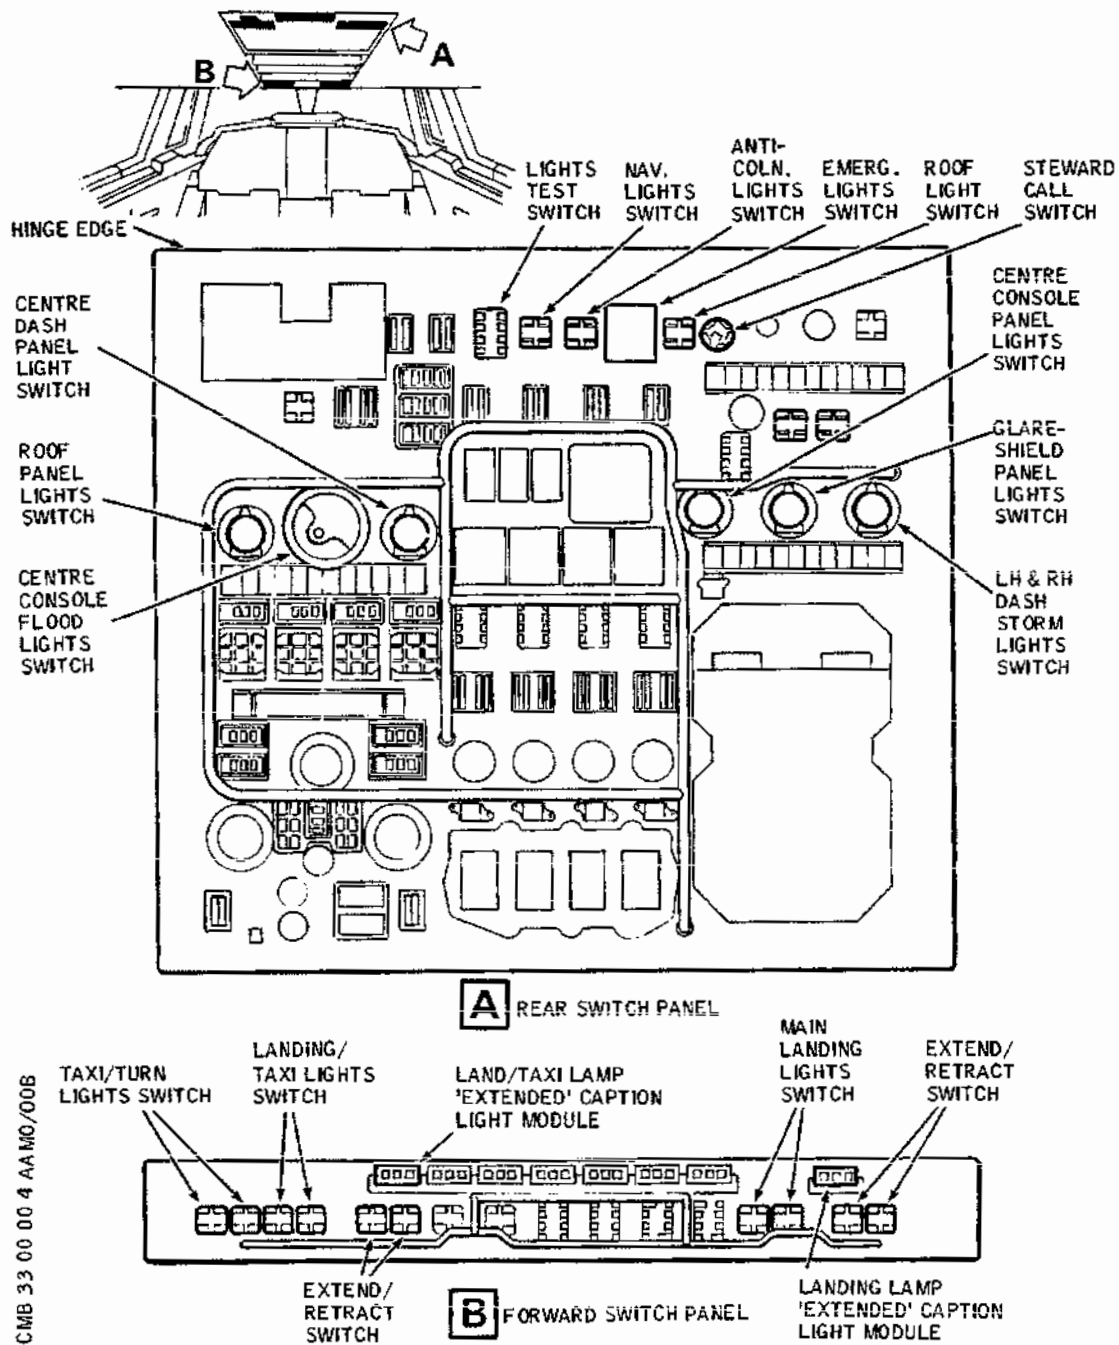 A
B
LIGHTS
TEST
SWITCH
NAV.
LIGHTS
SWITCH
ANTI-
COLN.
LIGHTS
SWITCH
EMERG.
LIGHTS
SWITCH
ROOF
LIGHT
SWITCH
STEWARD
CALL
SWITCH
HINGE EDGE
CENTRE
DASH
PANEL
LIGHT
SWITCH
CENTRE
CONSOLE
PANEL
LIGHTS
SWITCH
ROOF
PANEL
LIGHTS
SWITCH
GLARE-
SHIELD
PANEL
LIGHTS
SWITCH
CENTRE
CONSOLE
FLOOD
LIGHTS
SWITCH
LH & RH
DASH
STORM
LIGHTS
SWITCH
A REAR SWITCH PANEL
TAXI/TURN
LIGHTS SWITCH
LANDING/
TAXI LIGHTS
SWITCH
LAND/TAXI LAMP
'EXTENDED' CAPTION
LIGHT MODULE
MAIN
LANDING
LIGHTS
SWITCH
EXTEND/
RETRACT
SWITCH
EXTEND/
RETRACT
SWITCH
B FORWARD SWITCH PANEL
LANDING LAMP
'EXTENDED' CAPTION
LIGHT MODULE
CMB 33 00 00 4 AAM0/00B